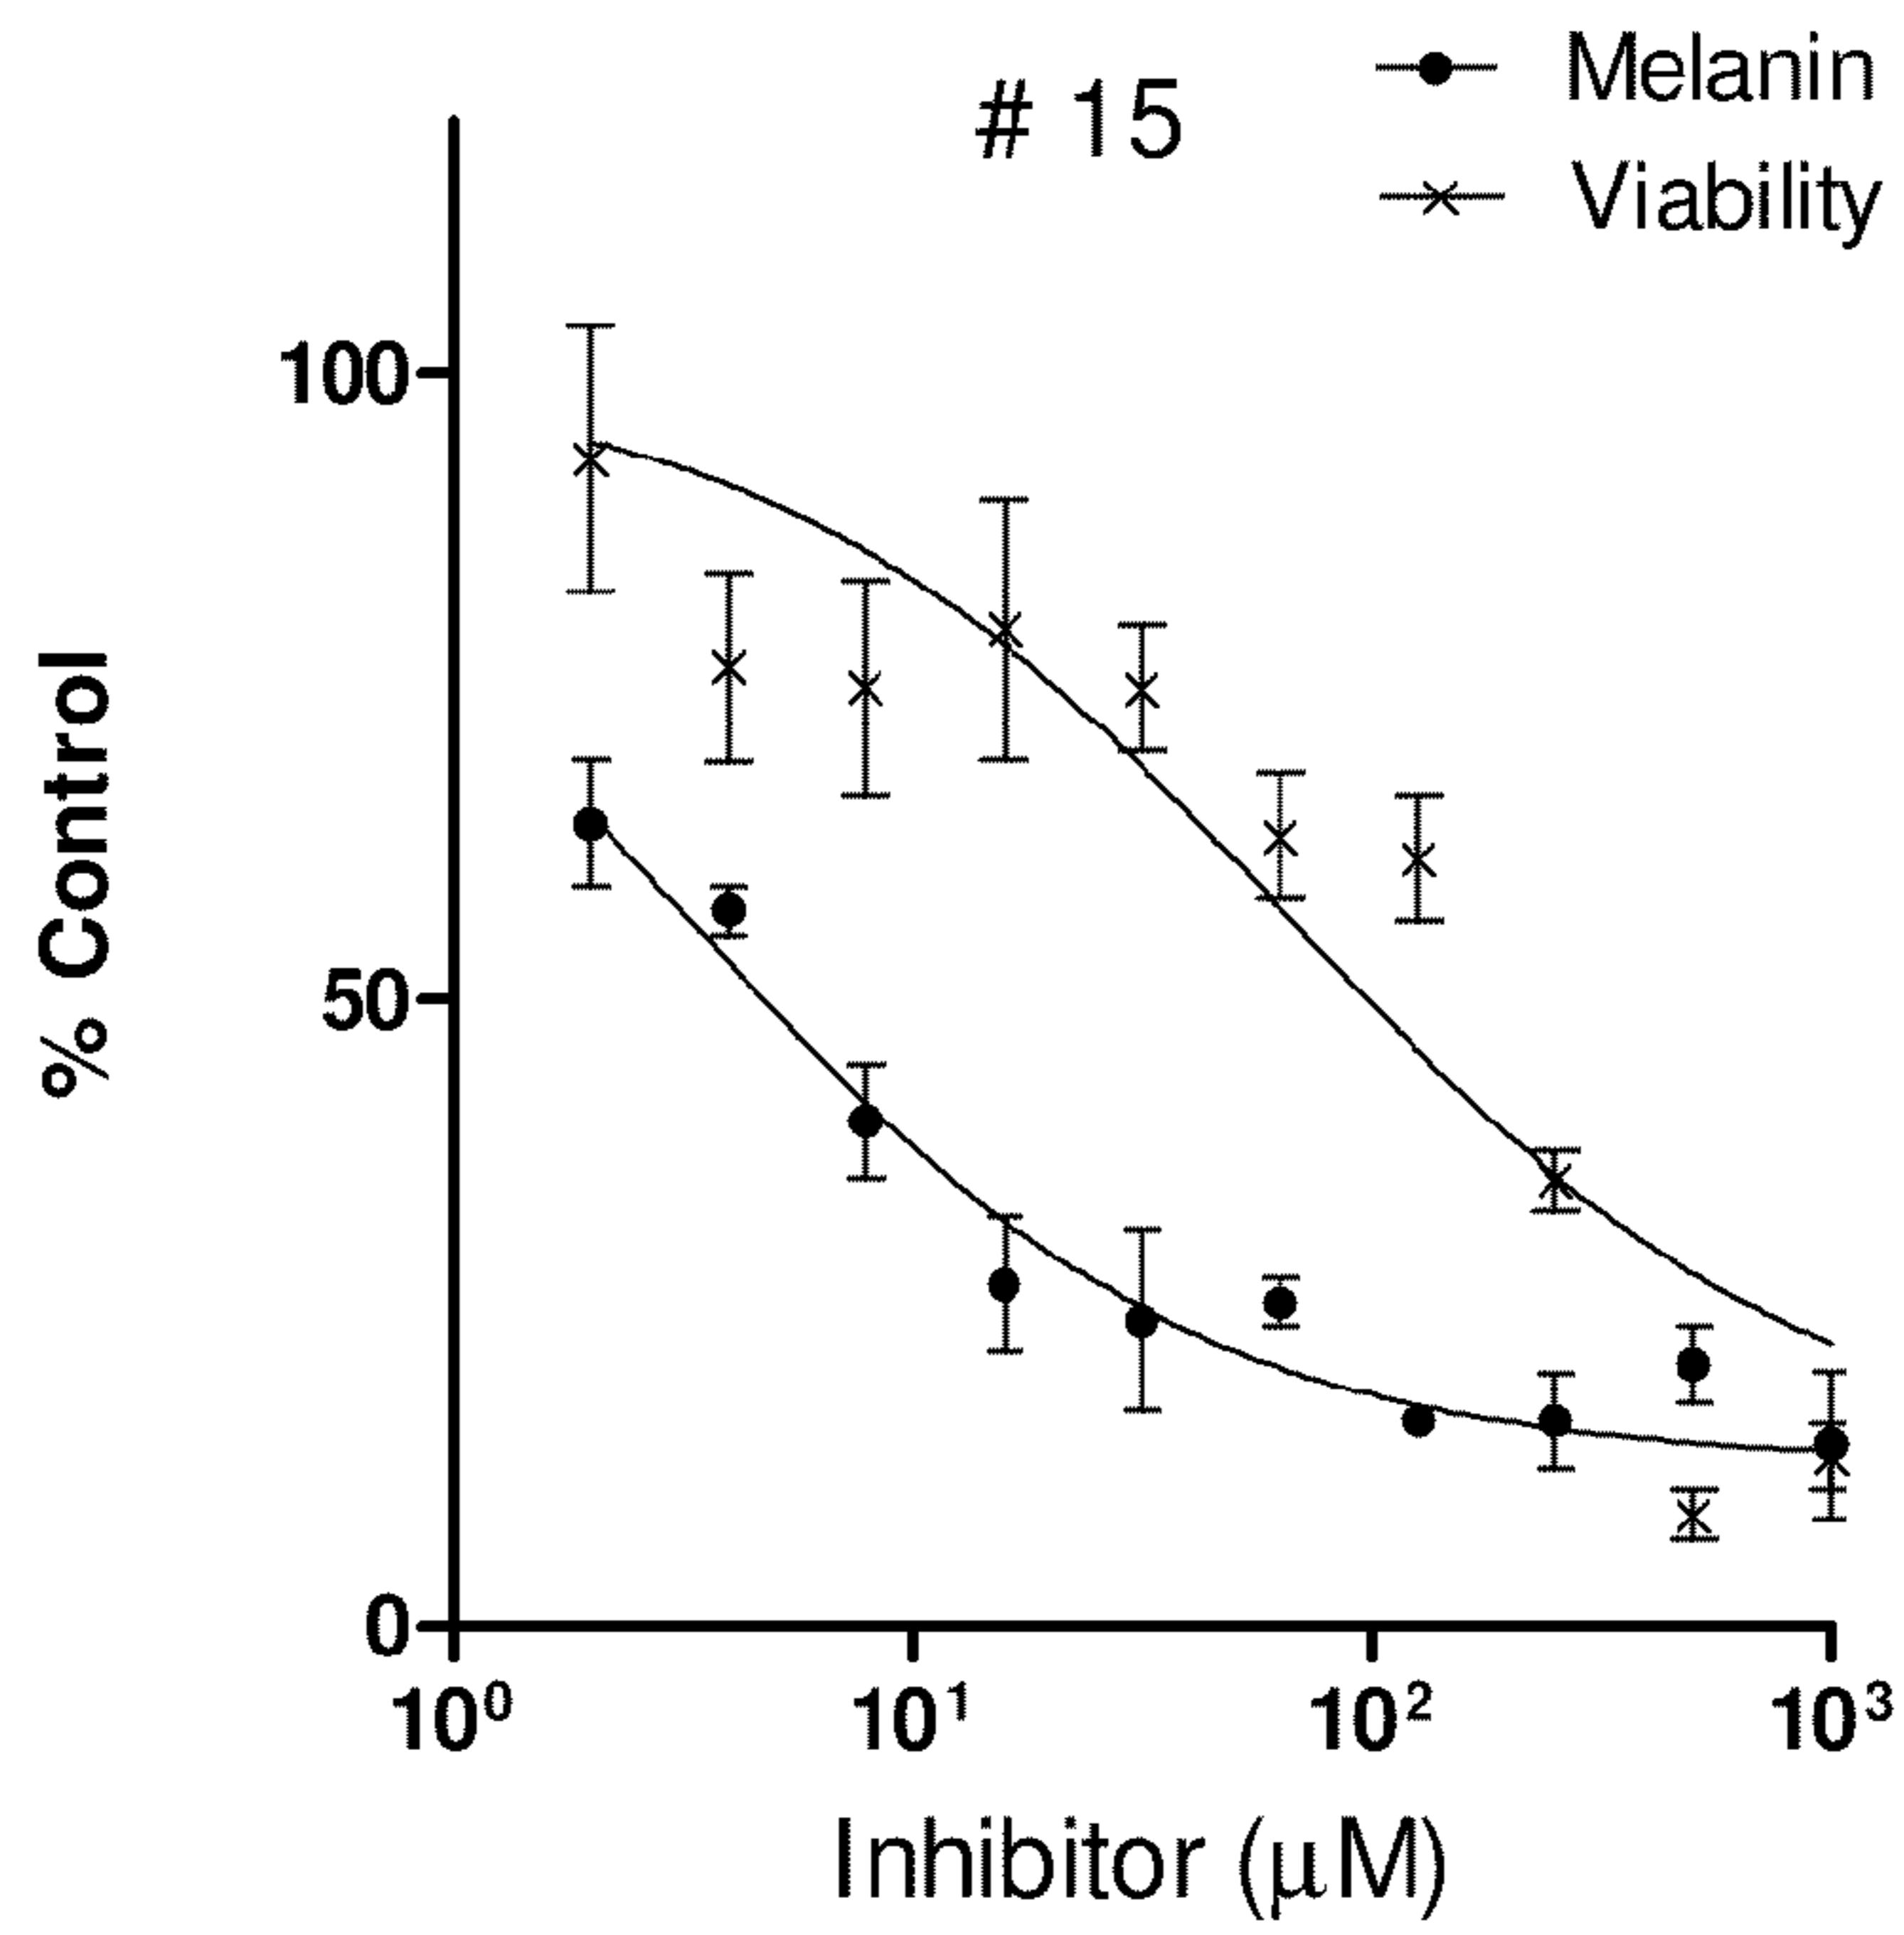 # 15
Melanin
Viability
% Control
100
50
0
10⁰
10¹
10²
10³
Inhibitor (μM)